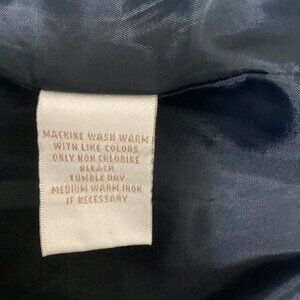 MACHINE WASH WARM
WITH LIKE COLORS
ONLY NON CHLORINE
BLEACH
TUMBLE DRY
MEDIUM WARM IRON
IF NECESSARY